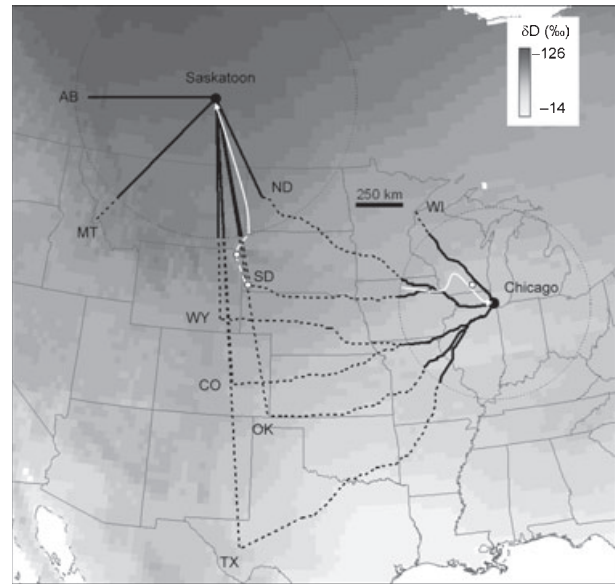 δD (‰)
–126
–14
Saskatoon
AB
ND
250 km
WI
MT
SD
Chicago
WY
CO
OK
TX